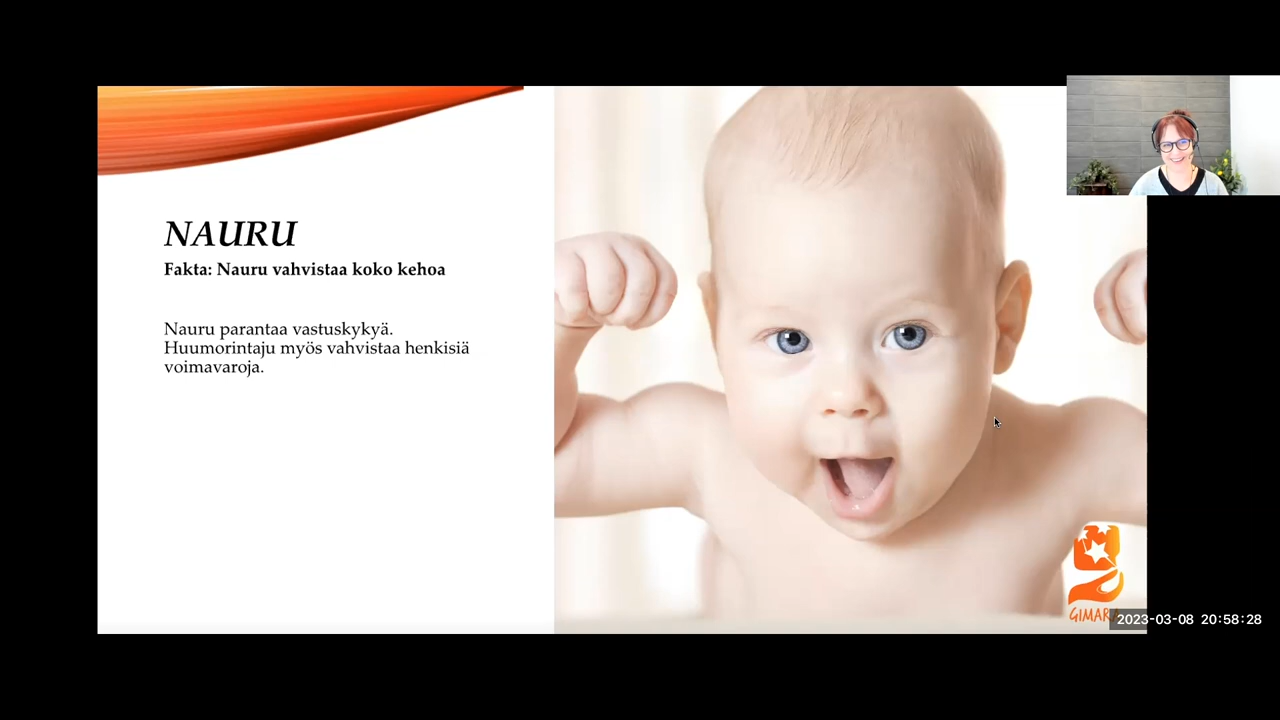 NAURU
Fakta: Nauru vahvistaa koko kehoa
Nauru parantaa vastuskykyä.
Huumorintaju myös vahvistaa henkisiä
voimavaroja.
GIMARA
2023-03-08 20:58:28